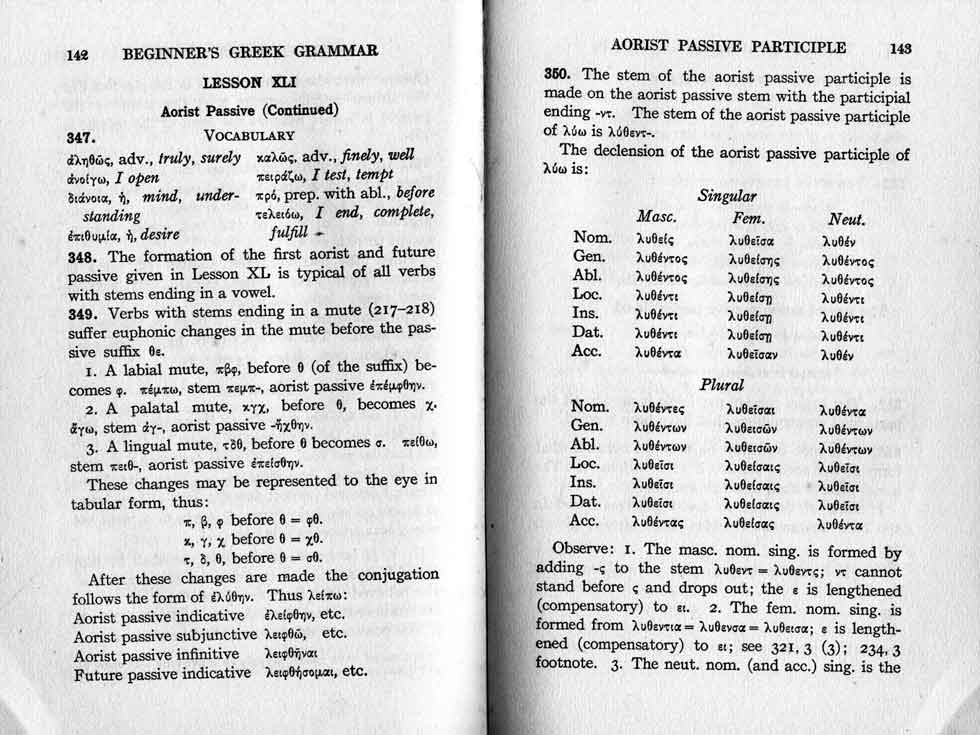 142 BEGINNER'S GREEK GRAMMAR
LESSON XLI
Aorist Passive (Continued)
347. VOCABULARY
ἀληθῶς, adv., truly, surely
ἀνοίγω, I open
διάνοια, ἡ, mind, under-
standing
ἐπιθυμία, ἡ, desire
καλῶς, adv., finely, well
πειράζω, I test, tempt
πρό, prep. with abl., before
τελειόω, I end, complete,
fulfill
348. The formation of the first aorist and future
passive given in Lesson XL is typical of all verbs
with stems ending in a vowel.
349. Verbs with stems ending in a mute (217–218)
suffer euphonic changes in the mute before the pas-
sive suffix θε.
1. A labial mute, πβφ, before θ (of the suffix) be-
comes φ. πέμπω, stem πεμπ-, aorist passive ἐπέμφθην.
2. A palatal mute, κγχ, before θ, becomes χ.
ἄγω, stem ἀγ-, aorist passive -ἤχθην.
3. A lingual mute, τδθ, before θ becomes σ. πείθω,
stem πειθ-, aorist passive ἐπείσθην.
These changes may be represented to the eye in
tabular form, thus:
π, β, φ before θ = φθ.
κ, γ, χ before θ = χθ.
τ, δ, θ, before θ = σθ.
After these changes are made the conjugation
follows the form of ἐλύθην. Thus λείπω:
Aorist passive indicative ἐλείφθην, etc.
Aorist passive subjunctive λειφθῶ, etc.
Aorist passive infinitive λειφθῆναι
Future passive indicative λειφθήσομαι, etc.
AORIST PASSIVE PARTICIPLE 143
350. The stem of the aorist passive participle is
made on the aorist passive stem with the participial
ending -ντ. The stem of the aorist passive participle
of λύω is λύθεντ-.
The declension of the aorist passive participle of
λύω is:
Singular
Masc. Fem. Neut.
Nom. λυθείς λυθεῖσα λυθέν
Gen. λυθέντος λυθείσης λυθέντος
Abl. λυθέντος λυθείσης λυθέντος
Loc. λυθέντι λυθείσῃ λυθέντι
Ins. λυθέντι λυθείσῃ λυθέντι
Dat. λυθέντι λυθείσῃ λυθέντι
Acc. λυθέντα λυθεῖσαν λυθέν
Plural
Nom. λυθέντες λυθεῖσαι λυθέντα
Gen. λυθέντων λυθεισῶν λυθέντων
Abl. λυθέντων λυθεισῶν λυθέντων
Loc. λυθεῖσι λυθείσαις λυθεῖσι
Ins. λυθεῖσι λυθείσαις λυθεῖσι
Dat. λυθεῖσι λυθείσαις λυθεῖσι
Acc. λυθέντας λυθείσας λυθέντα
Observe: 1. The masc. nom. sing. is formed by
adding -ς to the stem λυθεντ = λυθεντς; ντ cannot
stand before ς and drops out; the ε is lengthened
(compensatory) to ει. 2. The fem. nom. sing. is
formed from λυθεντια = λυθενσα = λυθεισα; ε is length-
ened (compensatory) to ει; see 321, 3 (3); 234, 3
footnote. 3. The neut. nom. (and acc.) sing. is the